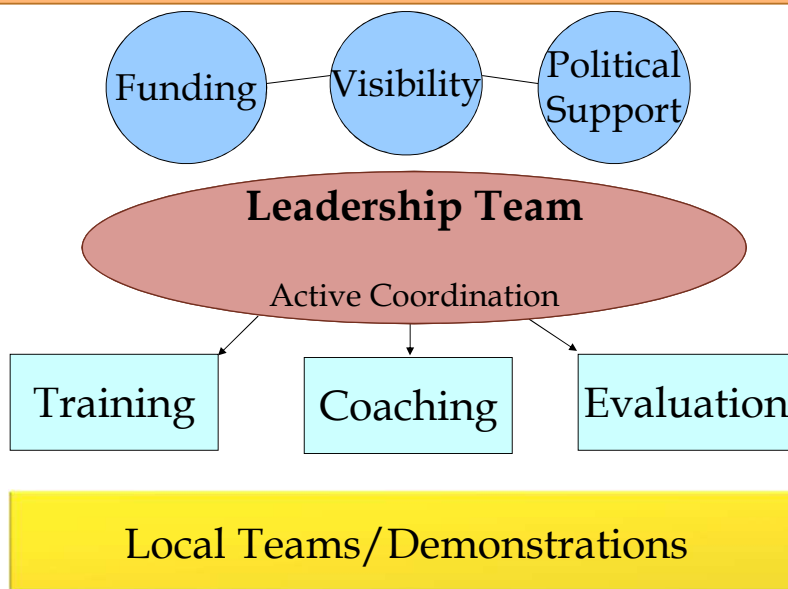 Funding
Visibility
Political
Support
Leadership Team
Active Coordination
Training
Coaching
Evaluation
Local Teams/Demonstrations